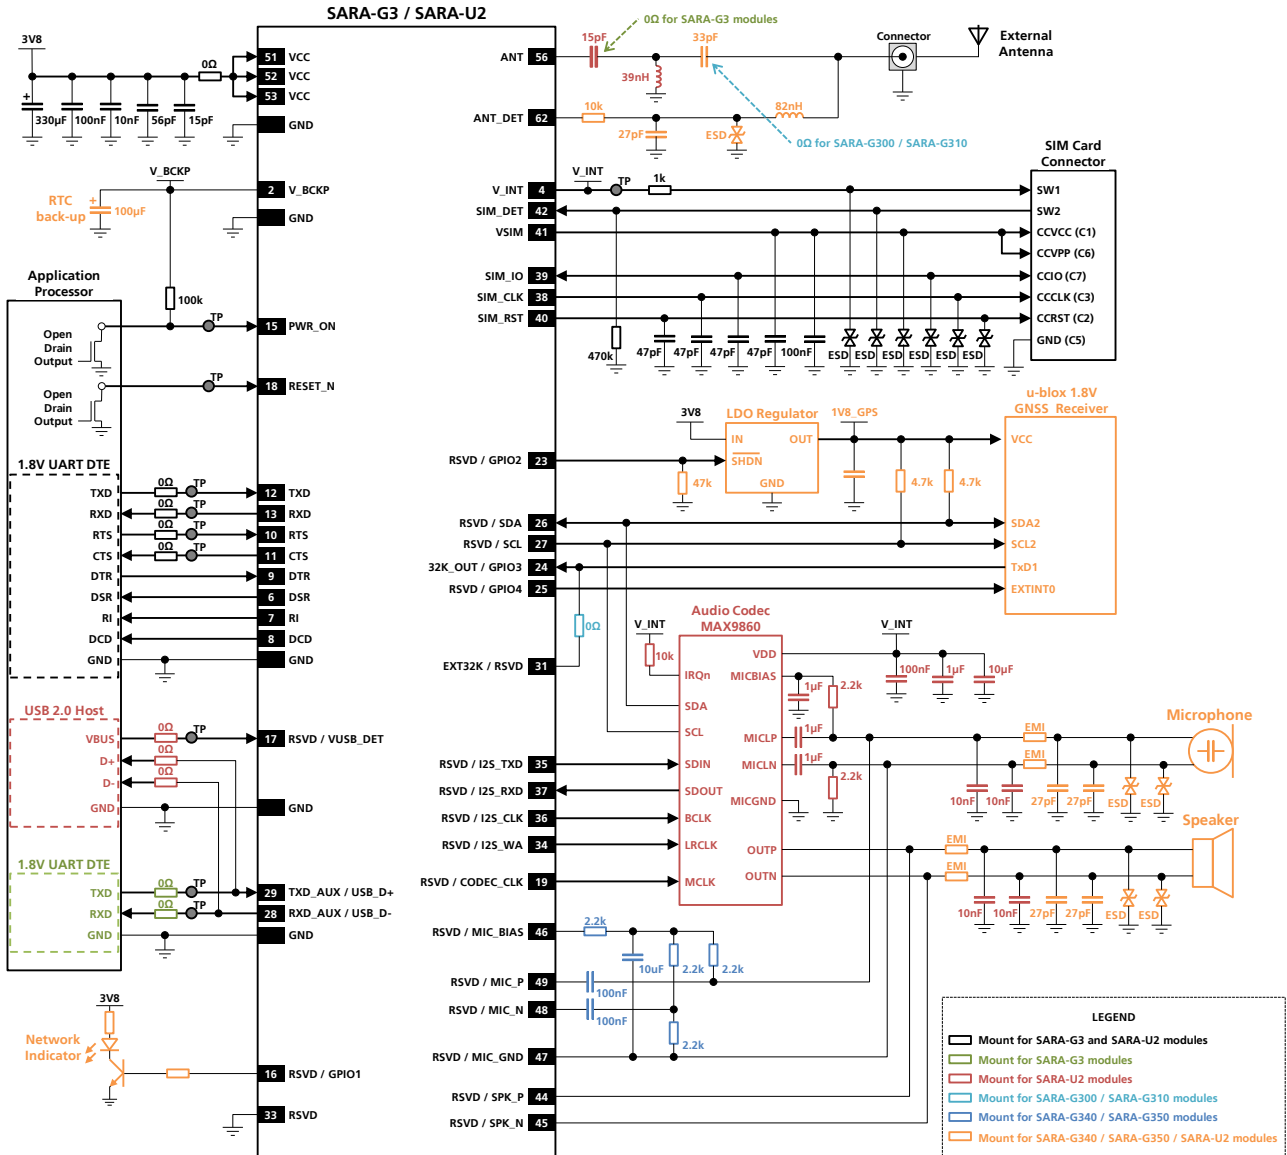 SARA-G3 / SARA-U2
3V8
0Ω
+
330µF
100nF
10nF
56pF
15pF
51 VCC
52 VCC
53 VCC
GND
V_BCKP
2 V_BCKP
GND
RTC
back-up
+
100µF
Application
Processor
100k
Open
Drain
Output
TP
15 PWR_ON
Open
Drain
Output
TP
18 RESET_N
1.8V UART DTE
TXD 0Ω TP 12 TXD
RXD 0Ω TP 13 RXD
RTS 0Ω TP 10 RTS
CTS 0Ω TP 11 CTS
DTR 9 DTR
DSR 6 DSR
RI 7 RI
DCD 8 DCD
GND GND
USB 2.0 Host
VBUS 0Ω TP 17 RSVD / VUSB_DET
D+ 0Ω
D- 0Ω
GND GND
1.8V UART DTE
TXD 0Ω TP 29 TXD_AUX / USB_D+
RXD 0Ω TP 28 RXD_AUX / USB_D-
GND GND
3V8
Network
Indicator
16 RSVD / GPIO1
33 RSVD
0Ω for SARA-G3 modules
ANT 56
15pF
33pF
39nH
Connector
External
Antenna
ANT_DET 62
10k
27pF
ESD
82nH
0Ω for SARA-G300 / SARA-G310
SIM Card
Connector
V_INT
V_INT 4 TP 1k SW1
SIM_DET 42 SW2
VSIM 41 CCVCC (C1)
CCVPP (C6)
SIM_IO 39 CCIO (C7)
SIM_CLK 38 CCCLK (C3)
SIM_RST 40 CCRST (C2)
GND (C5)
470k
47pF
47pF
47pF
47pF
100nF
ESD
ESD
ESD
ESD
ESD
ESD
u-blox 1.8V
GNSS Receiver
3V8
LDO Regulator
1V8_GPS
IN OUT
SHDN
GND
VCC
RSVD / GPIO2 23
47k
4.7k
4.7k
RSVD / SDA 26 SDA2
RSVD / SCL 27 SCL2
32K_OUT / GPIO3 24 TxD1
RSVD / GPIO4 25 EXTINT0
0Ω
EXT32K / RSVD 31
Audio Codec
MAX9860
V_INT
10k
IRQn
SDA
SCL
VDD
V_INT
100nF
1µF
10µF
MICBIAS
1µF
2.2k
MICLP
1µF
MICLN
1µF
2.2k
MICGND
RSVD / I2S_TXD 35 SDIN
RSVD / I2S_RXD 37 SDOUT
RSVD / I2S_CLK 36 BCLK
RSVD / I2S_WA 34 LRCLK
RSVD / CODEC_CLK 19 MCLK
OUTP
OUTN
Microphone
EMI
EMI
10nF
10nF
27pF
27pF
ESD
ESD
Speaker
EMI
EMI
10nF
10nF
27pF
27pF
ESD
ESD
RSVD / MIC_BIAS 46
2.2k
10uF
2.2k
2.2k
RSVD / MIC_P 49
100nF
RSVD / MIC_N 48
100nF
2.2k
RSVD / MIC_GND 47
RSVD / SPK_P 44
RSVD / SPK_N 45
LEGEND
Mount for SARA-G3 and SARA-U2 modules
Mount for SARA-G3 modules
Mount for SARA-U2 modules
Mount for SARA-G300 / SARA-G310 modules
Mount for SARA-G340 / SARA-G350 modules
Mount for SARA-G340 / SARA-G350 / SARA-U2 modules